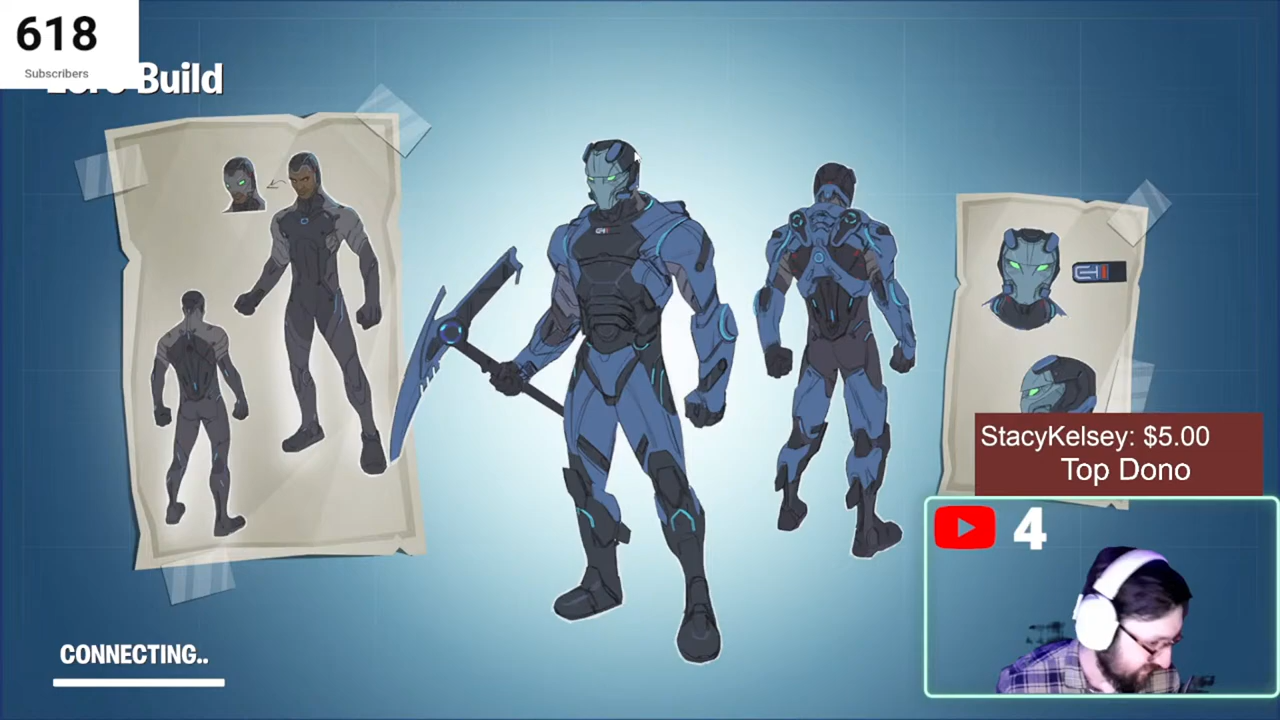 618
Subscribers
Build
StacyKelsey: $5.00
Top Dono
4
CONNECTING..